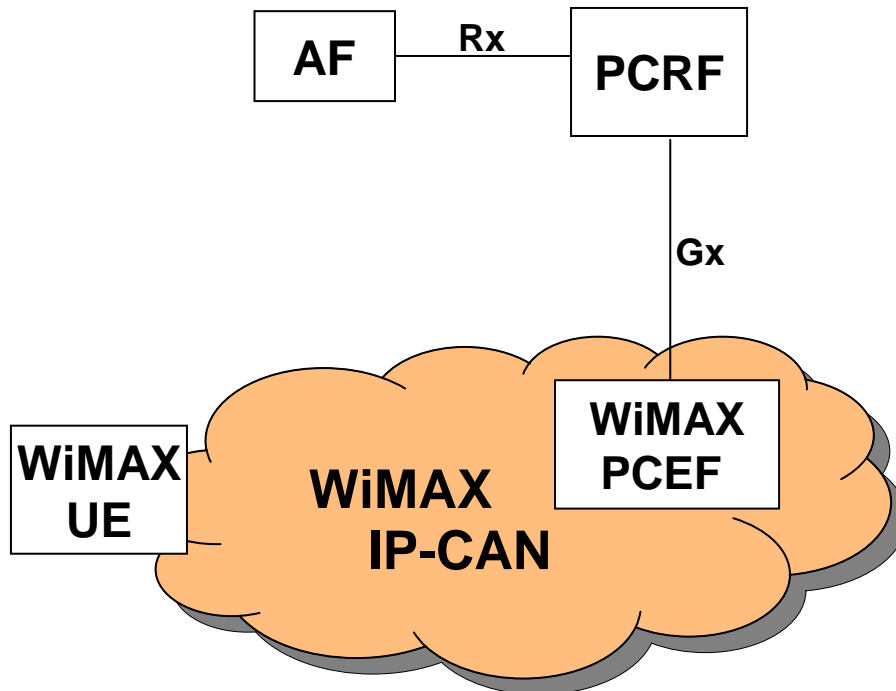 AF
Rx
PCRF
Gx
WiMAX
PCEF
WiMAX
UE
WiMAX
IP-CAN